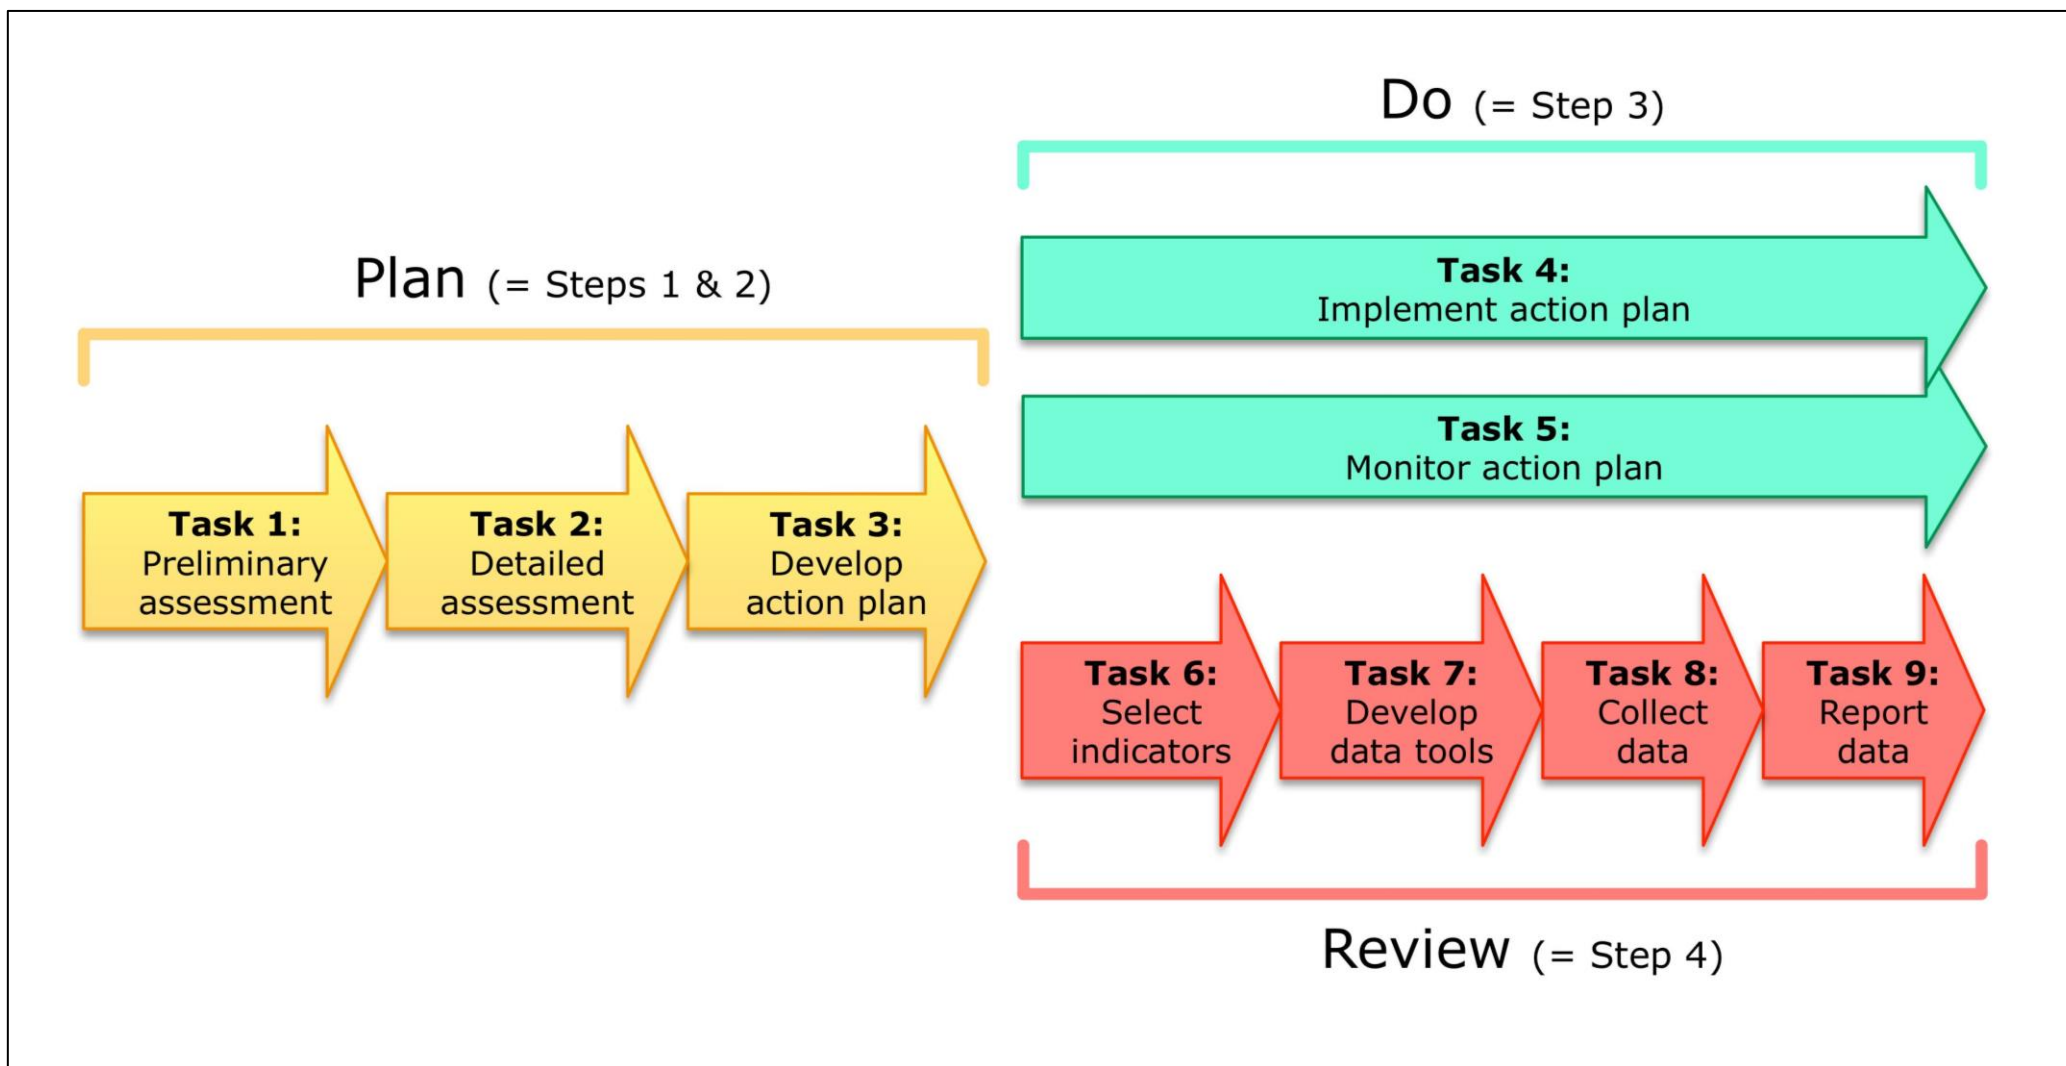 Plan (= Steps 1 & 2)
Task 1:
Preliminary
assessment
Task 2:
Detailed
assessment
Task 3:
Develop
action plan
Do (= Step 3)
Task 4:
Implement action plan
Task 5:
Monitor action plan
Task 6:
Select
indicators
Task 7:
Develop
data tools
Task 8:
Collect
data
Task 9:
Report
data
Review (= Step 4)